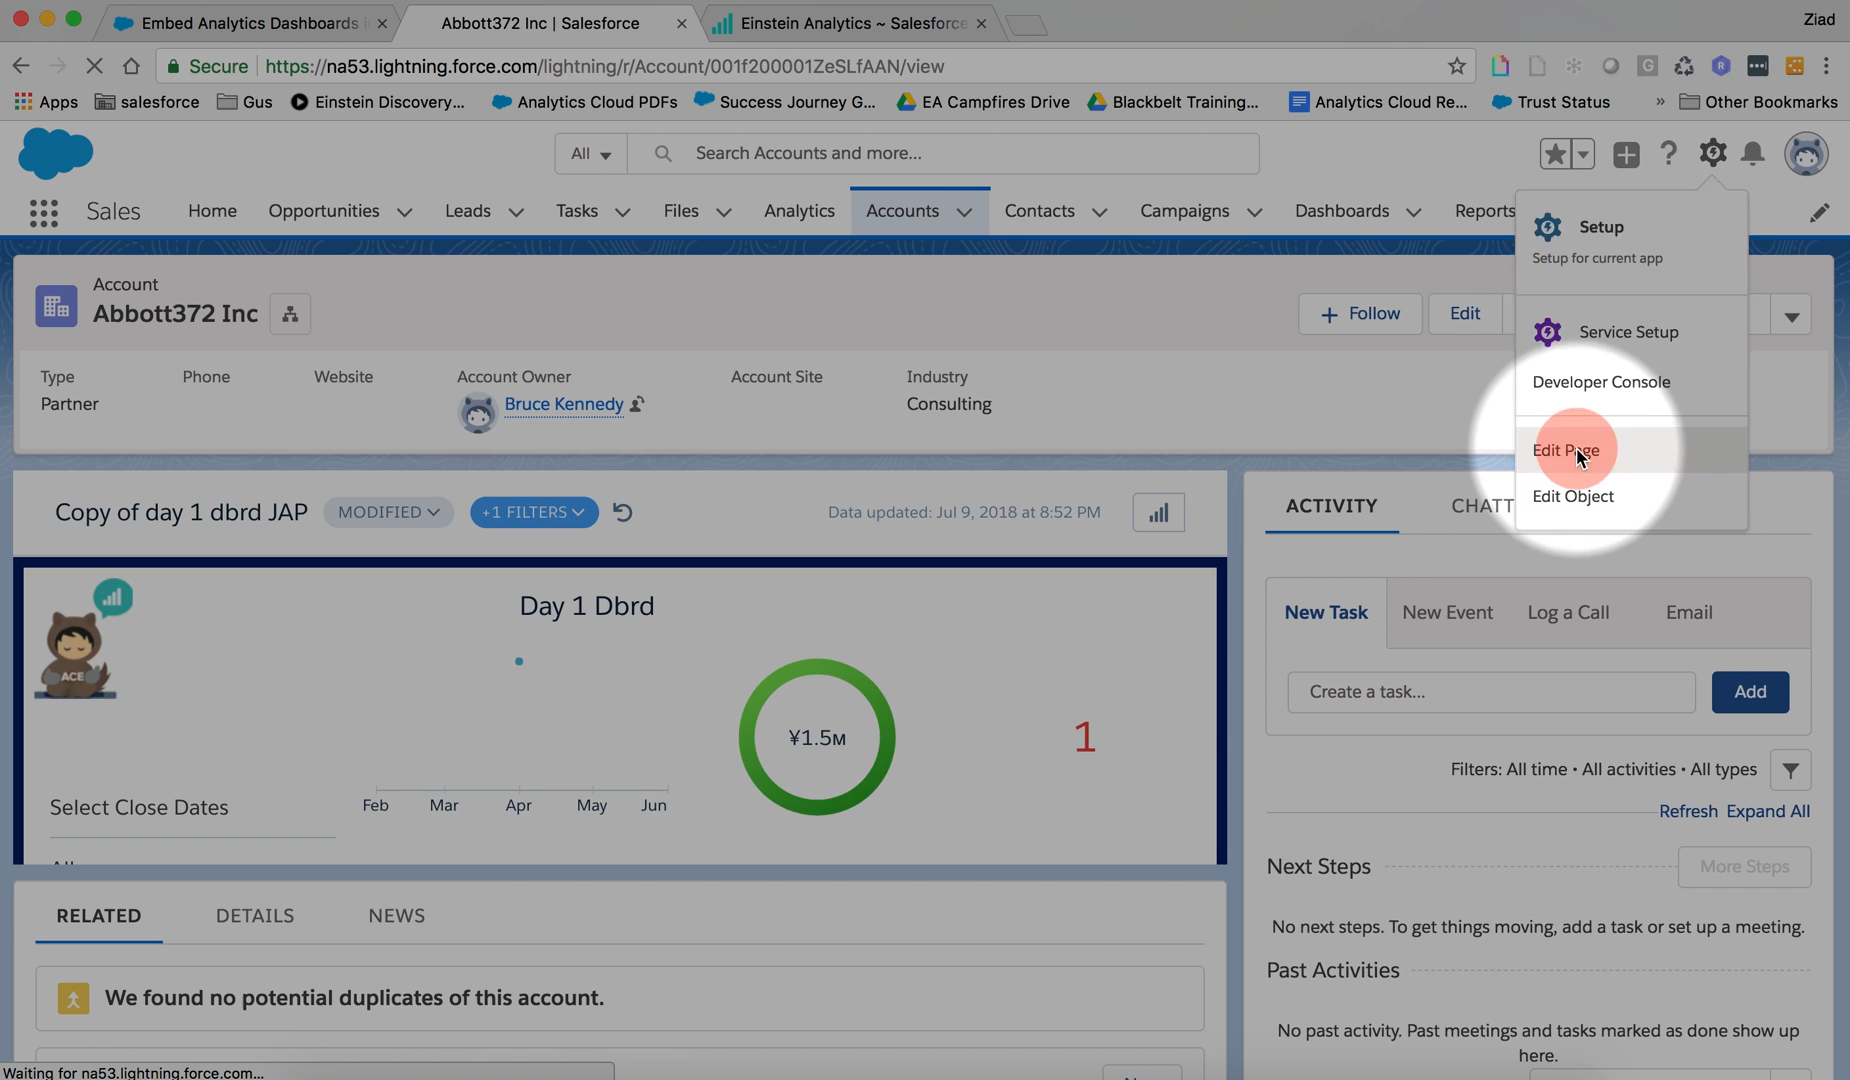 Embed Analytics Dashboards i
Abbott372 Inc | Salesforce
Einstein Analytics ~ Salesforce
Ziad
Secure
https://na53.lightning.force.com/lightning/r/Account/001f200001ZeSLfAAN/view
Apps
salesforce
Gus
Einstein Discovery...
Analytics Cloud PDFs
Success Journey G...
EA Campfires Drive
Blackbelt Training...
Analytics Cloud Re...
Trust Status
»
Other Bookmarks
All
Search Accounts and more...
Sales
Home
Opportunities
Leads
Tasks
Files
Analytics
Accounts
Contacts
Campaigns
Dashboards
Reports
Setup
Setup for current app
Service Setup
Developer Console
Edit Page
Edit Object
Account
Abbott372 Inc
+ Follow
Edit
Type
Partner
Phone
Website
Account Owner
Bruce Kennedy
Account Site
Industry
Consulting
Copy of day 1 dbrd JAP
MODIFIED
+1 FILTERS
Data updated: Jul 9, 2018 at 8:52 PM
ACE
Day 1 Dbrd
¥1.5M
1
Select Close Dates
Feb Mar Apr May Jun
RELATED
DETAILS
NEWS
We found no potential duplicates of this account.
ACTIVITY
CHATT
New Task
New Event
Log a Call
Email
Create a task...
Add
Filters: All time • All activities • All types
Refresh Expand All
Next Steps
More Steps
No next steps. To get things moving, add a task or set up a meeting.
Past Activities
No past activity. Past meetings and tasks marked as done show up
here.
Waiting for na53.lightning.force.com...